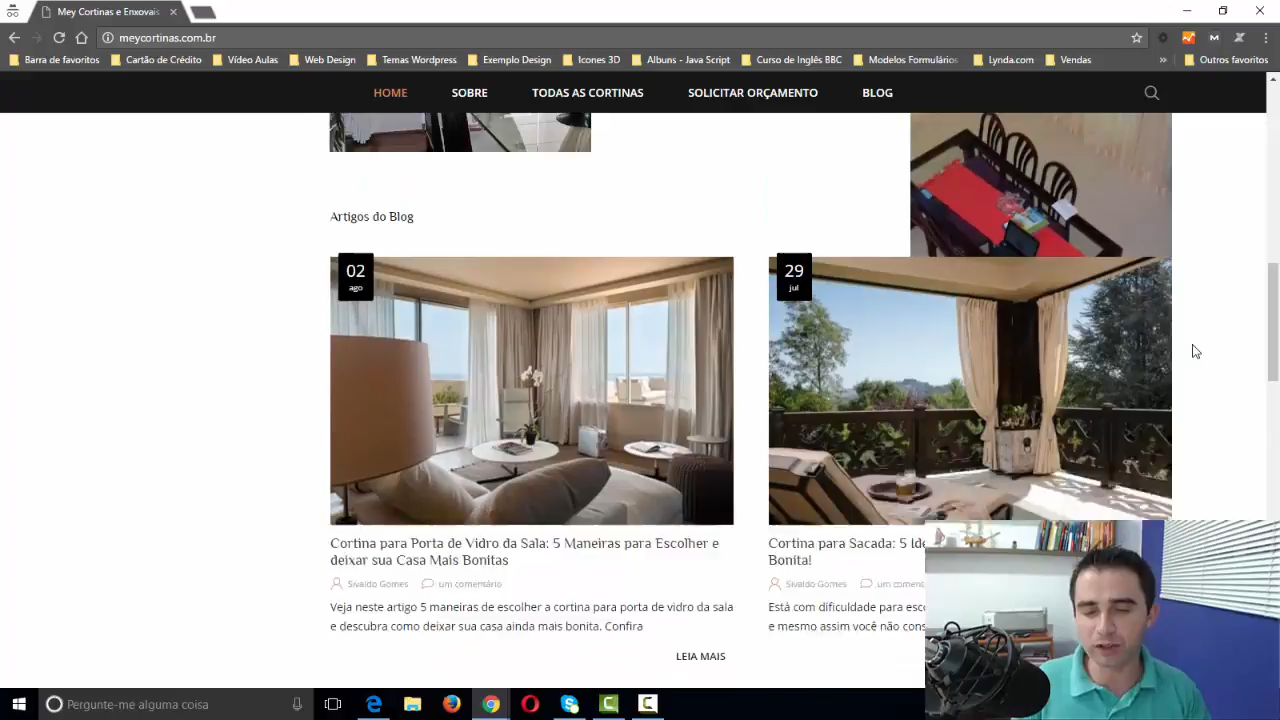 Mey Cortinas e Enxovais
meycortinas.com.br
Barra de favoritos
Cartão de Crédito
Vídeo Aulas
Web Design
Temas Wordpress
Exemplo Design
Icones 3D
Albuns - Java Script
Curso de Inglês BBC
Modelos Formulários
Lynda.com
Vendas
»
Outros favoritos
HOME
SOBRE
TODAS AS CORTINAS
SOLICITAR ORÇAMENTO
BLOG
Artigos do Blog
02
ago
29
jul
Cortina para Porta de Vidro da Sala: 5 Maneiras para Escolher e
deixar sua Casa Mais Bonitas
Sivaldo Gomes
um comentário
Veja neste artigo 5 maneiras de escolher a cortina para porta de vidro da sala
e descubra como deixar sua casa ainda mais bonita. Confira
LEIA MAIS
Cortina para Sacada: 5 Id
Bonita!
Sivaldo Gomes
um coment
Está com dificuldade para esc
e mesmo assim você não cons
Pergunte-me alguma coisa